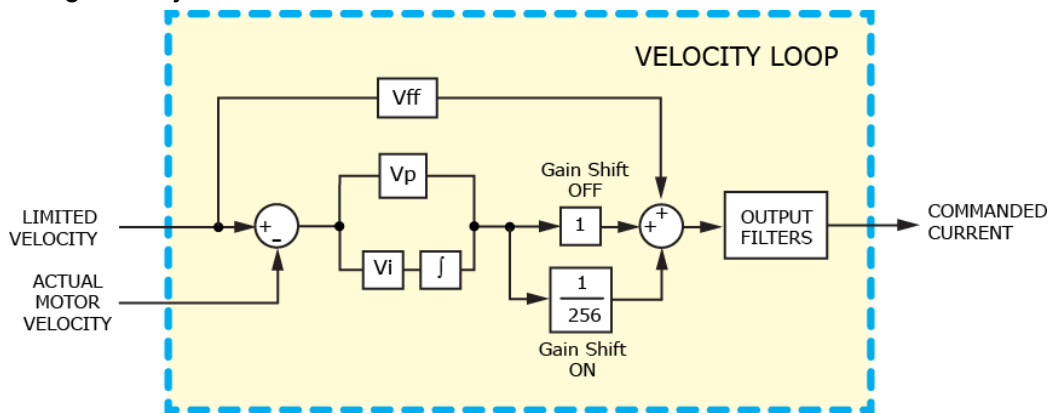 VELOCITY LOOP
Vff
Vp
Gain Shift
OFF
LIMITED
VELOCITY
+
-
+
+
1
OUTPUT
FILTERS
COMMANDED
CURRENT
Vi
∫
ACTUAL
MOTOR
VELOCITY
1
256
Gain Shift
ON